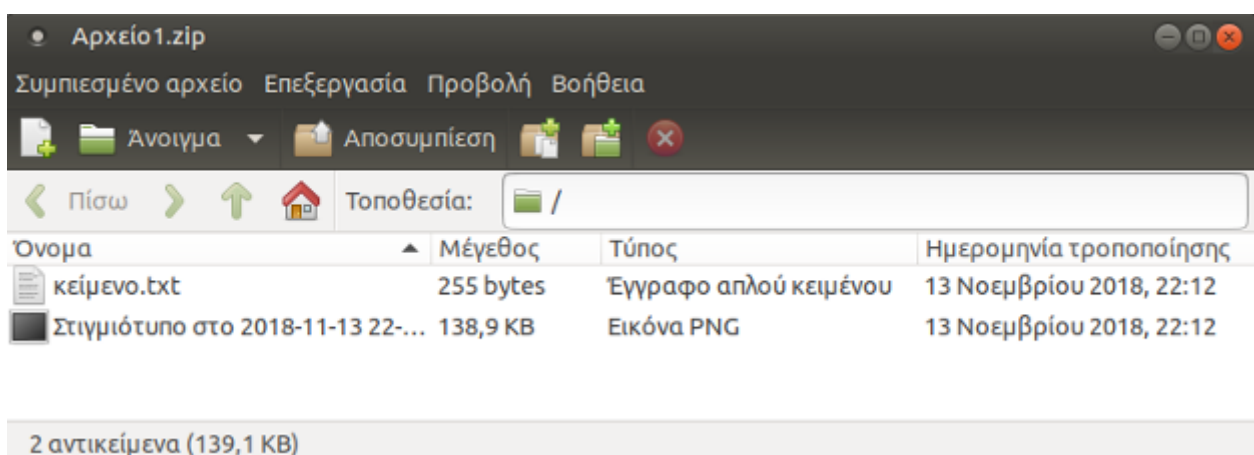 Αρχείο1.zip
Συμπιεσμένο αρχείο Επεξεργασία Προβολή Βοήθεια
Άνοιγμα Αποσυμπίεση
Πίσω Τοποθεσία: /
Όνομα Μέγεθος Τύπος Ημερομηνία τροποποίησης
κείμενο.txt 255 bytes Έγγραφο απλού κειμένου 13 Νοεμβρίου 2018, 22:12
Στιγμιότυπο στο 2018-11-13 22-... 138,9 KB Εικόνα PNG 13 Νοεμβρίου 2018, 22:12
2 αντικείμενα (139,1 KB)